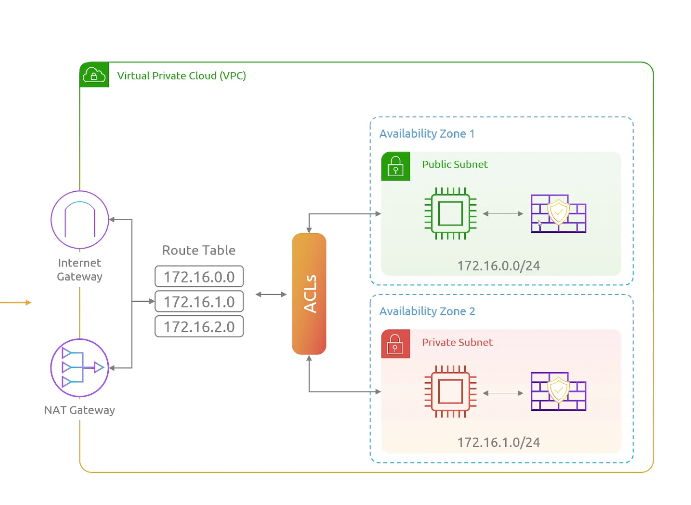 Virtual Private Cloud (VPC)
Availability Zone 1
Public Subnet
172.16.0.0/24
Internet
Gateway
Route Table
172.16.0.0
172.16.1.0
172.16.2.0
ACLs
NAT Gateway
Availability Zone 2
Private Subnet
172.16.1.0/24